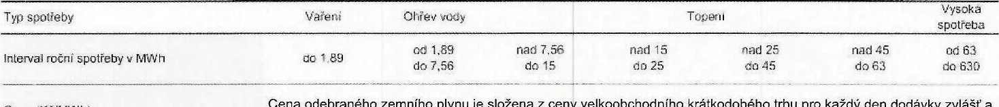 Typ spotřeby Vaření Ohřev vody Topení Vysoká spotřeba
Interval roční spotřeby v MWh do 1.89 od 1,89 do 7,56 nad 7,56 do 15 nad 15 do 25 nad 25 do 45 nad 45 do 63 od 63 do 630
Cena odebraného zemního plynu je složena z ceny velkoobchodního krátkodobého trhu pro každý den dodávky zvlášť a